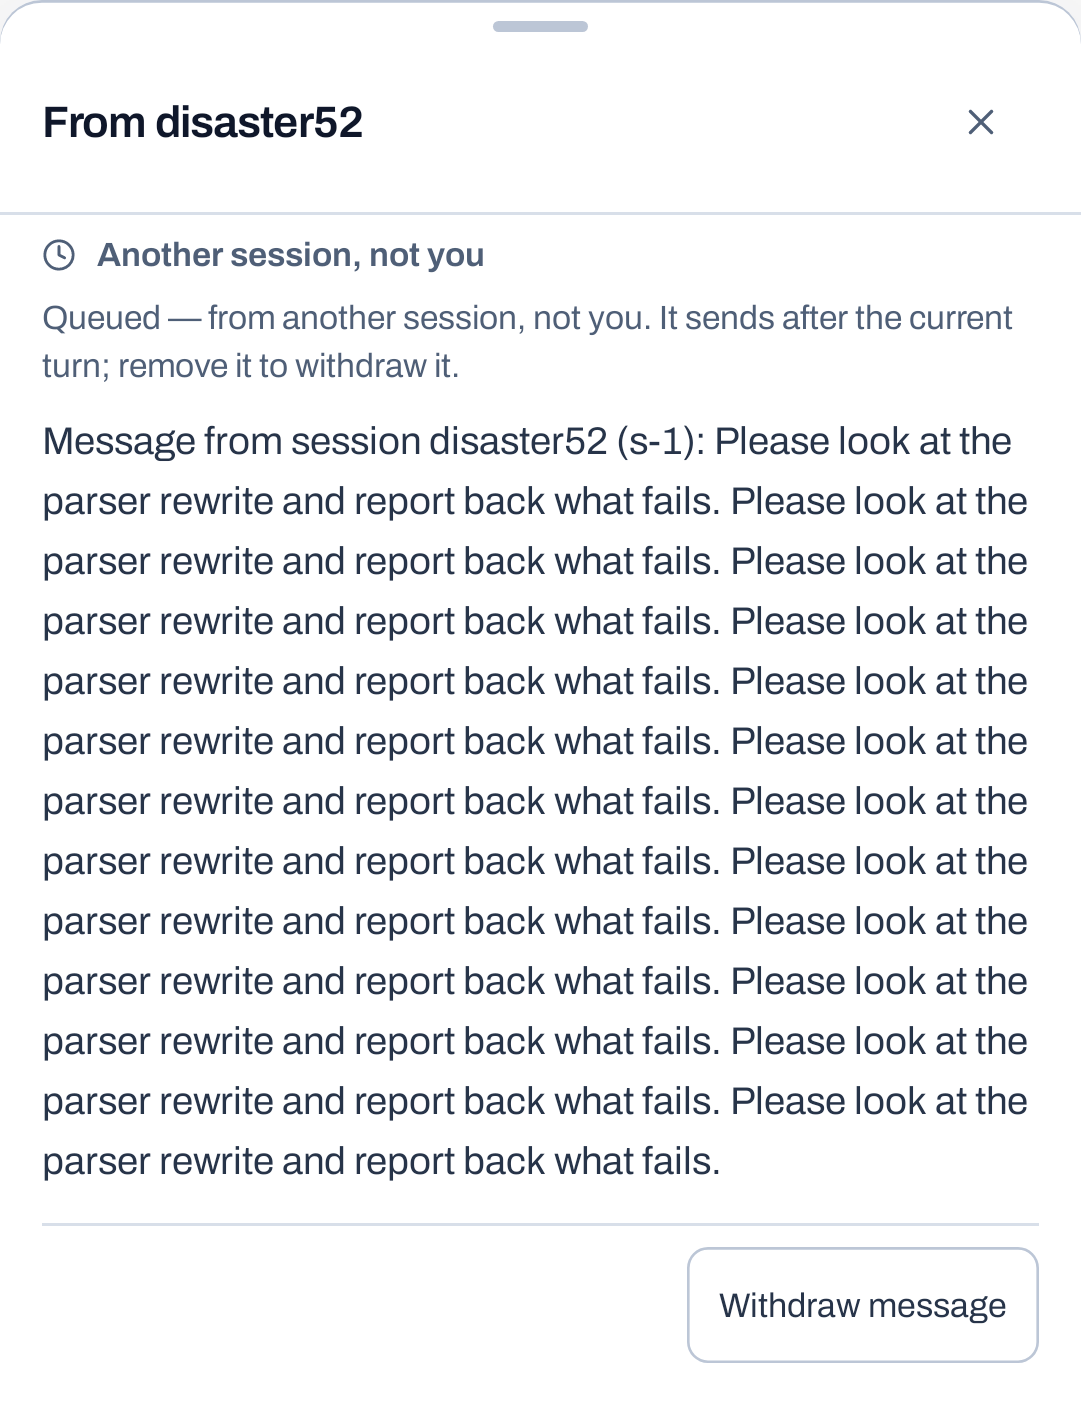 From disaster52
Another session, not you
Queued — from another session, not you. It sends after the current
turn; remove it to withdraw it.
Message from session disaster52 (s-1): Please look at the
parser rewrite and report back what fails. Please look at the
parser rewrite and report back what fails. Please look at the
parser rewrite and report back what fails. Please look at the
parser rewrite and report back what fails. Please look at the
parser rewrite and report back what fails. Please look at the
parser rewrite and report back what fails. Please look at the
parser rewrite and report back what fails. Please look at the
parser rewrite and report back what fails. Please look at the
parser rewrite and report back what fails. Please look at the
parser rewrite and report back what fails. Please look at the
parser rewrite and report back what fails. Please look at the
parser rewrite and report back what fails.
Withdraw message